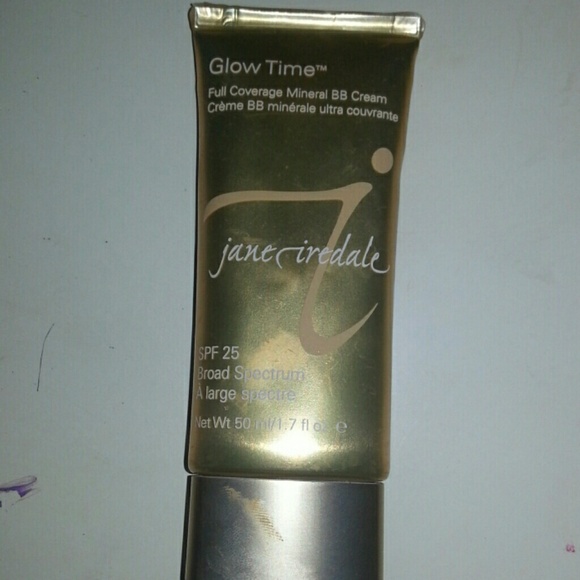 Glow Time™
Full Coverage Mineral BB Cream
Crème BB minérale ultra couvrante
jane iredale
SPF 25
Broad Spectrum
À large spectre
Net Wt 50 ml/1.7 fl oz e